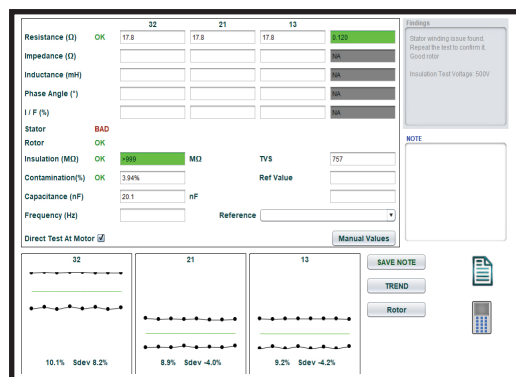 32 21 13
Resistance (Ω) OK 17.8 17.8 17.8 0.120
Impedance (Ω) NA
Inductance (mH) NA
Phase Angle (°) NA
I / F (%) NA
Stator BAD
Rotor OK
Insulation (MΩ) OK >999 MΩ TVS 757
Contamination(%) OK 3.94% Ref Value
Capacitance (nF) 20.1 nF
Frequency (Hz) Reference
Direct Test At Motor Manual Values
Findings
Stator winding issue found.
Repeat the test to confirm it.
Good rotor
Insulation Test Voltage: 500V
NOTE
32 21 13
10.1% Sdev 8.2% 8.9% Sdev -4.0% 9.2% Sdev -4.2%
SAVE NOTE
TREND
Rotor